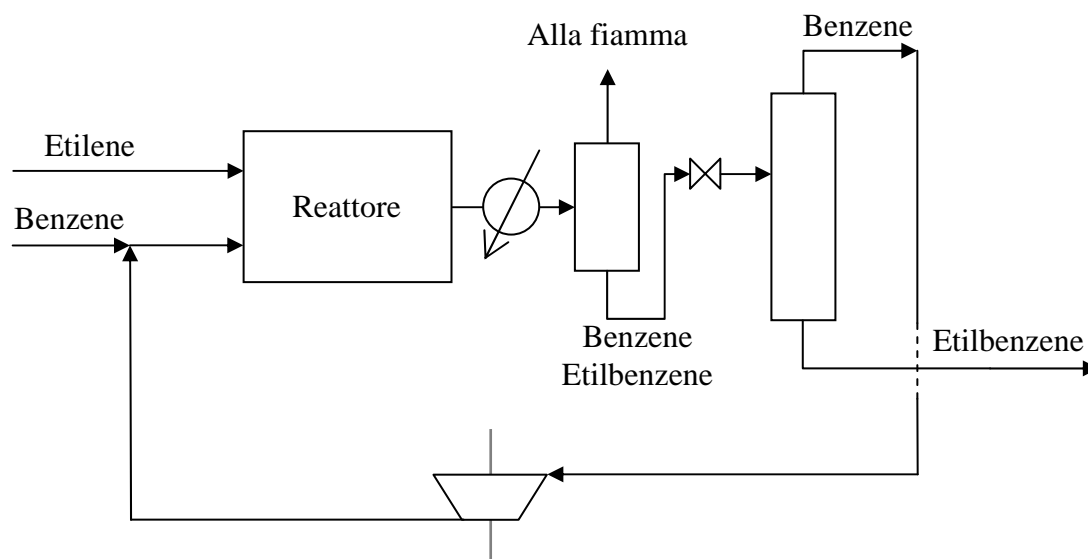 Benzene
Alla fiamma
Etilene
Benzene
Reattore
Benzene
Etilbenzene
Etilbenzene